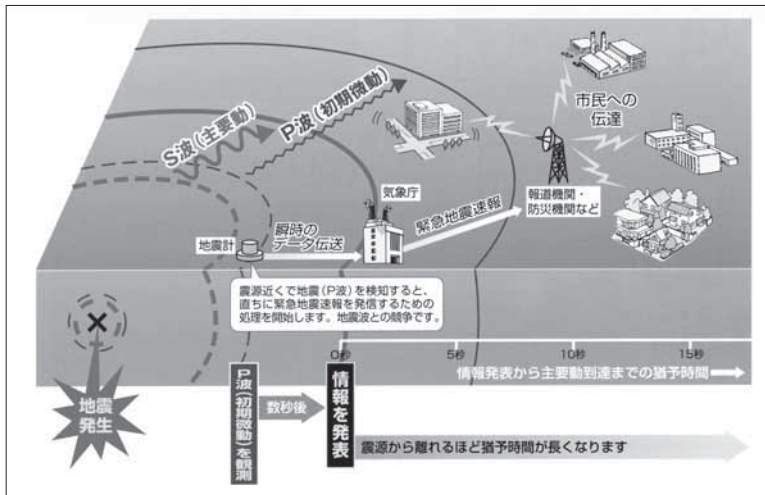 S波(主要動)
P波(初期微動)
市民への
伝達
気象庁
緊急地震速報
報道機関・
防災機関など
地震計
瞬時の
データ伝送
震源近くで地震(P波)を検知すると、
直ちに緊急地震速報を発信するための
処理を開始します。地震波との競争です。
0秒
5秒
10秒
15秒
情報発表から主要動到達までの猶予時間
地震
発生
P波(初期微動)を観測
数秒後
情報を発表
震源から離れるほど猶予時間が長くなります